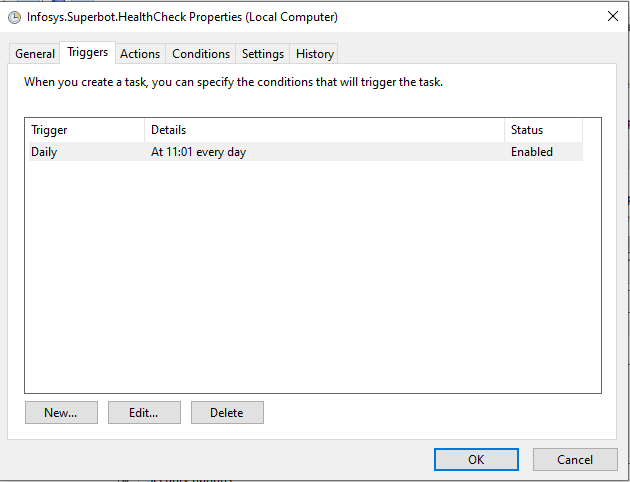 Infosys.Superbot.HealthCheck Properties (Local Computer)
General Triggers Actions Conditions Settings History
When you create a task, you can specify the conditions that will trigger the task.
Trigger Details Status
Daily At 11:01 every day Enabled
New... Edit... Delete
OK Cancel